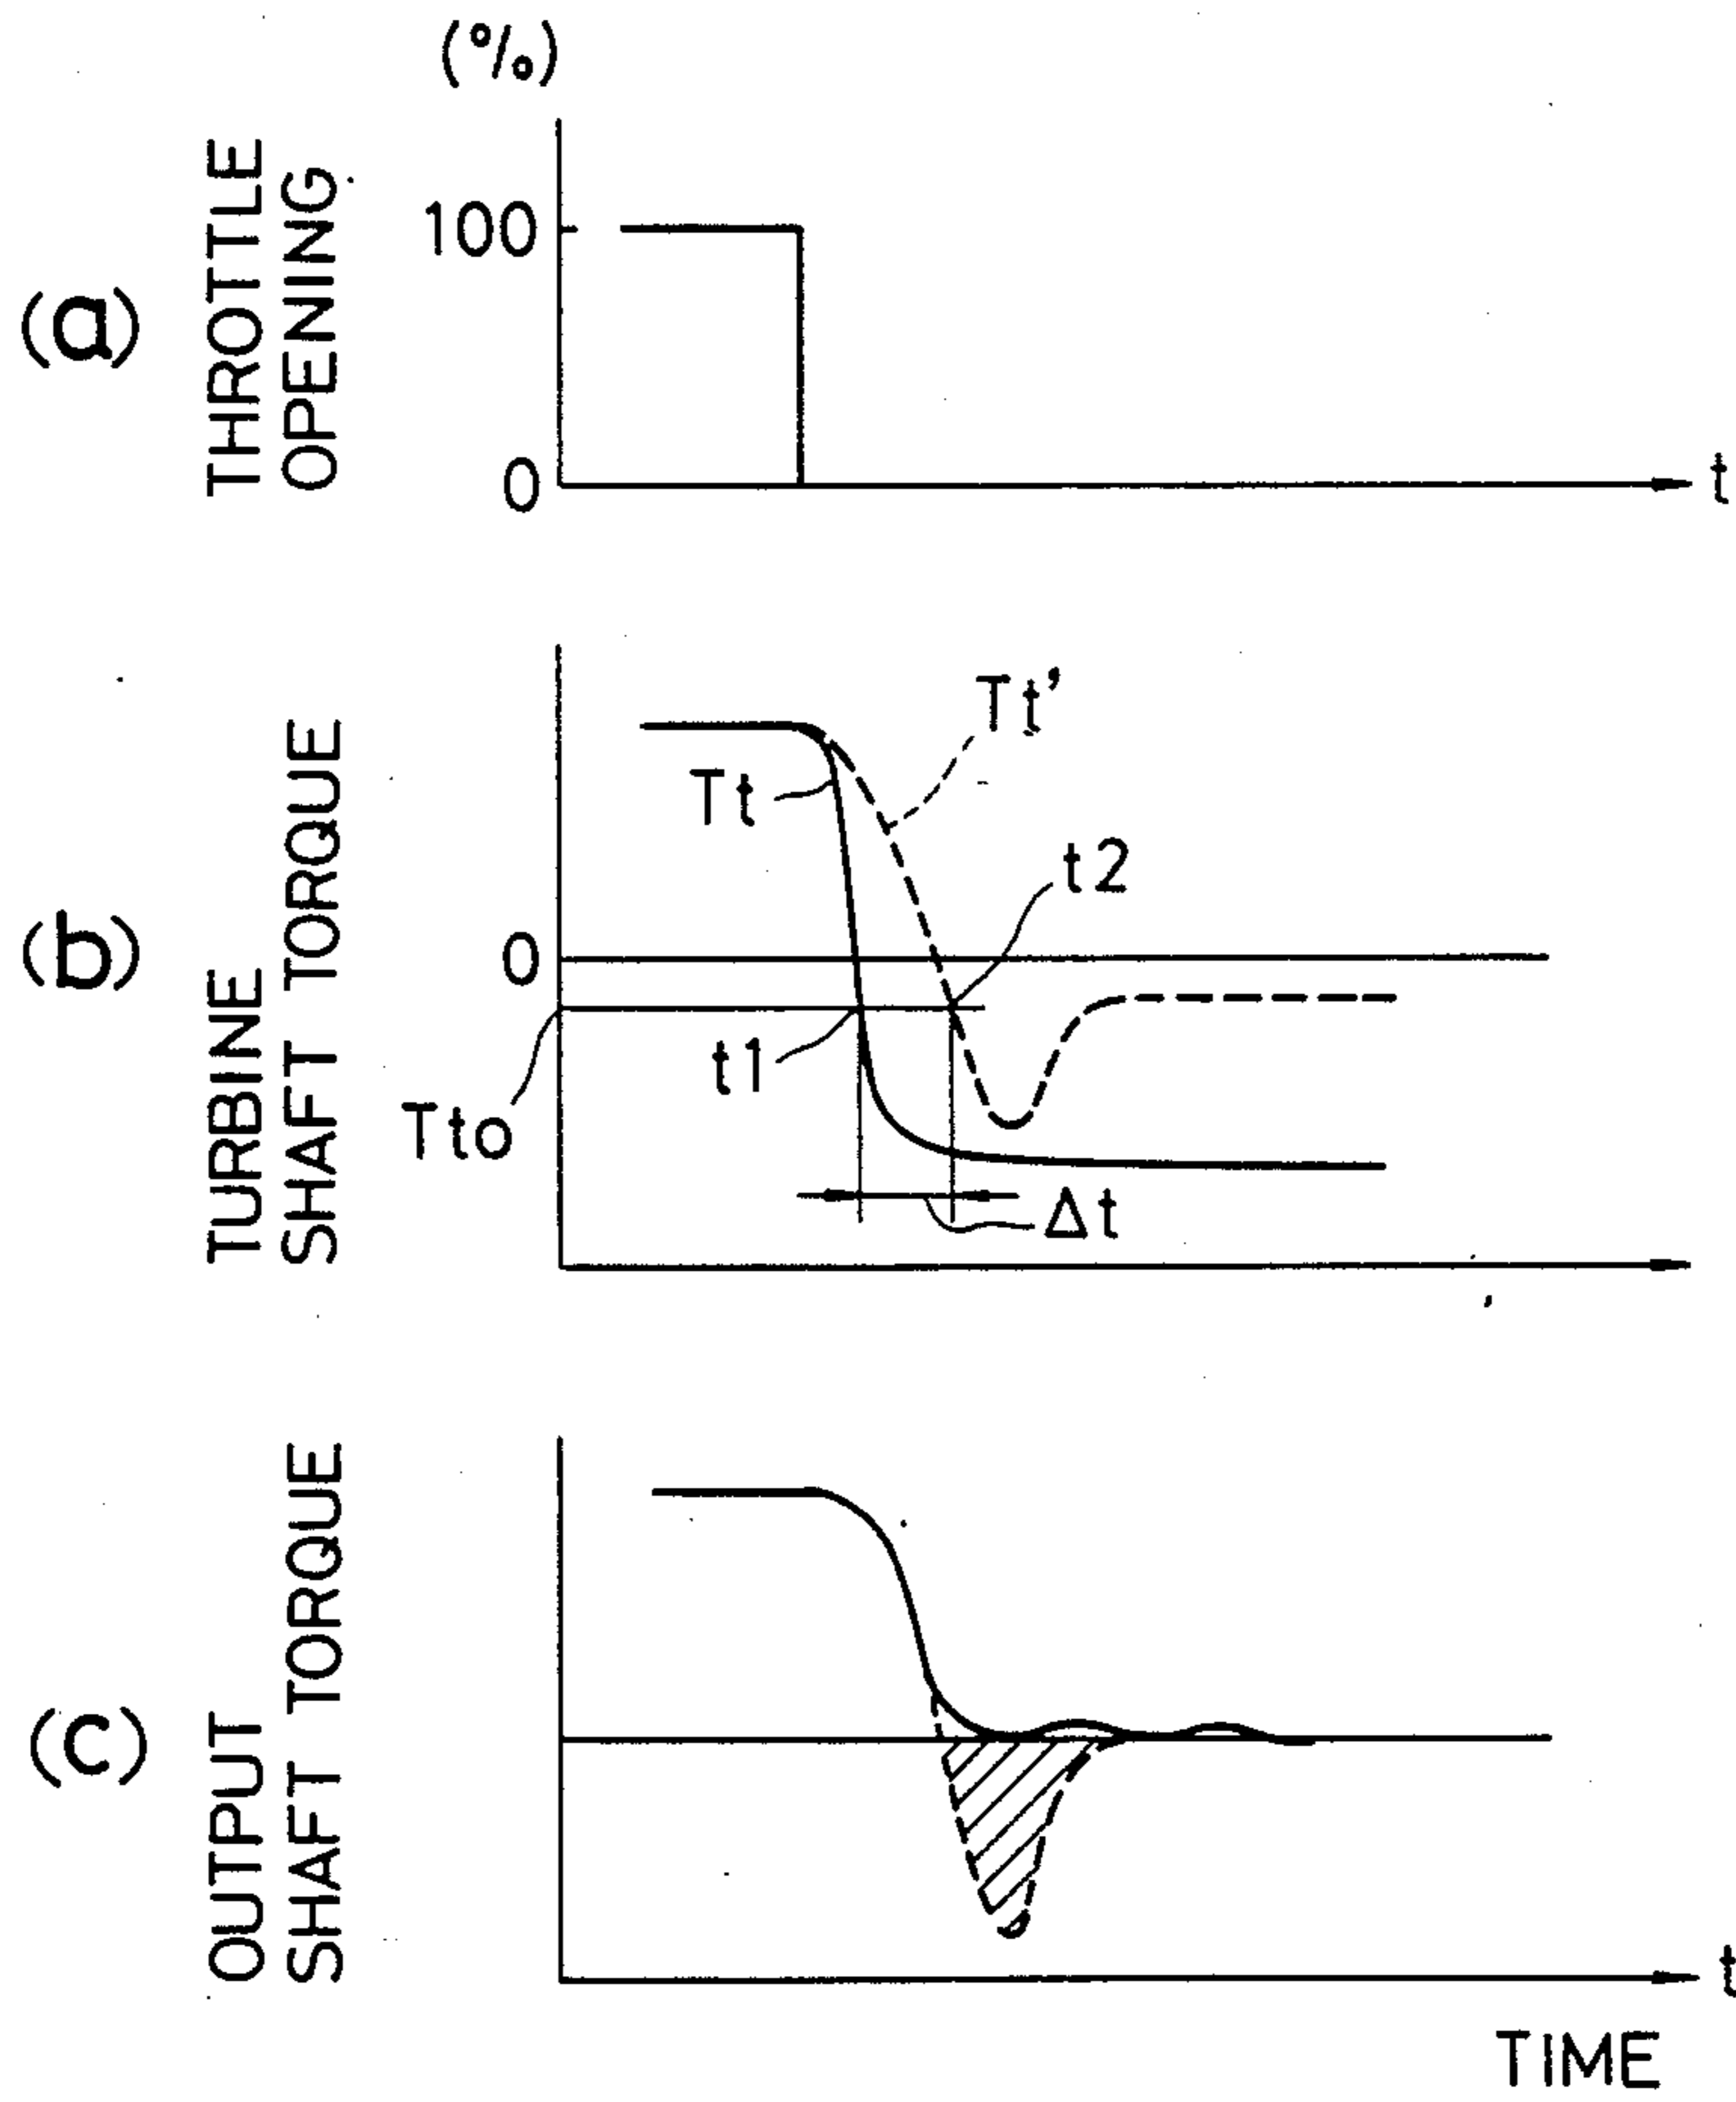 (%)
(a)
THROTTLE
OPENING
100
0
t
(b)
TURBINE
SHAFT TORQUE
Tt'
Tt
t2
0
t1
Tto
Δt
(c)
OUTPUT
SHAFT TORQUE
t
TIME